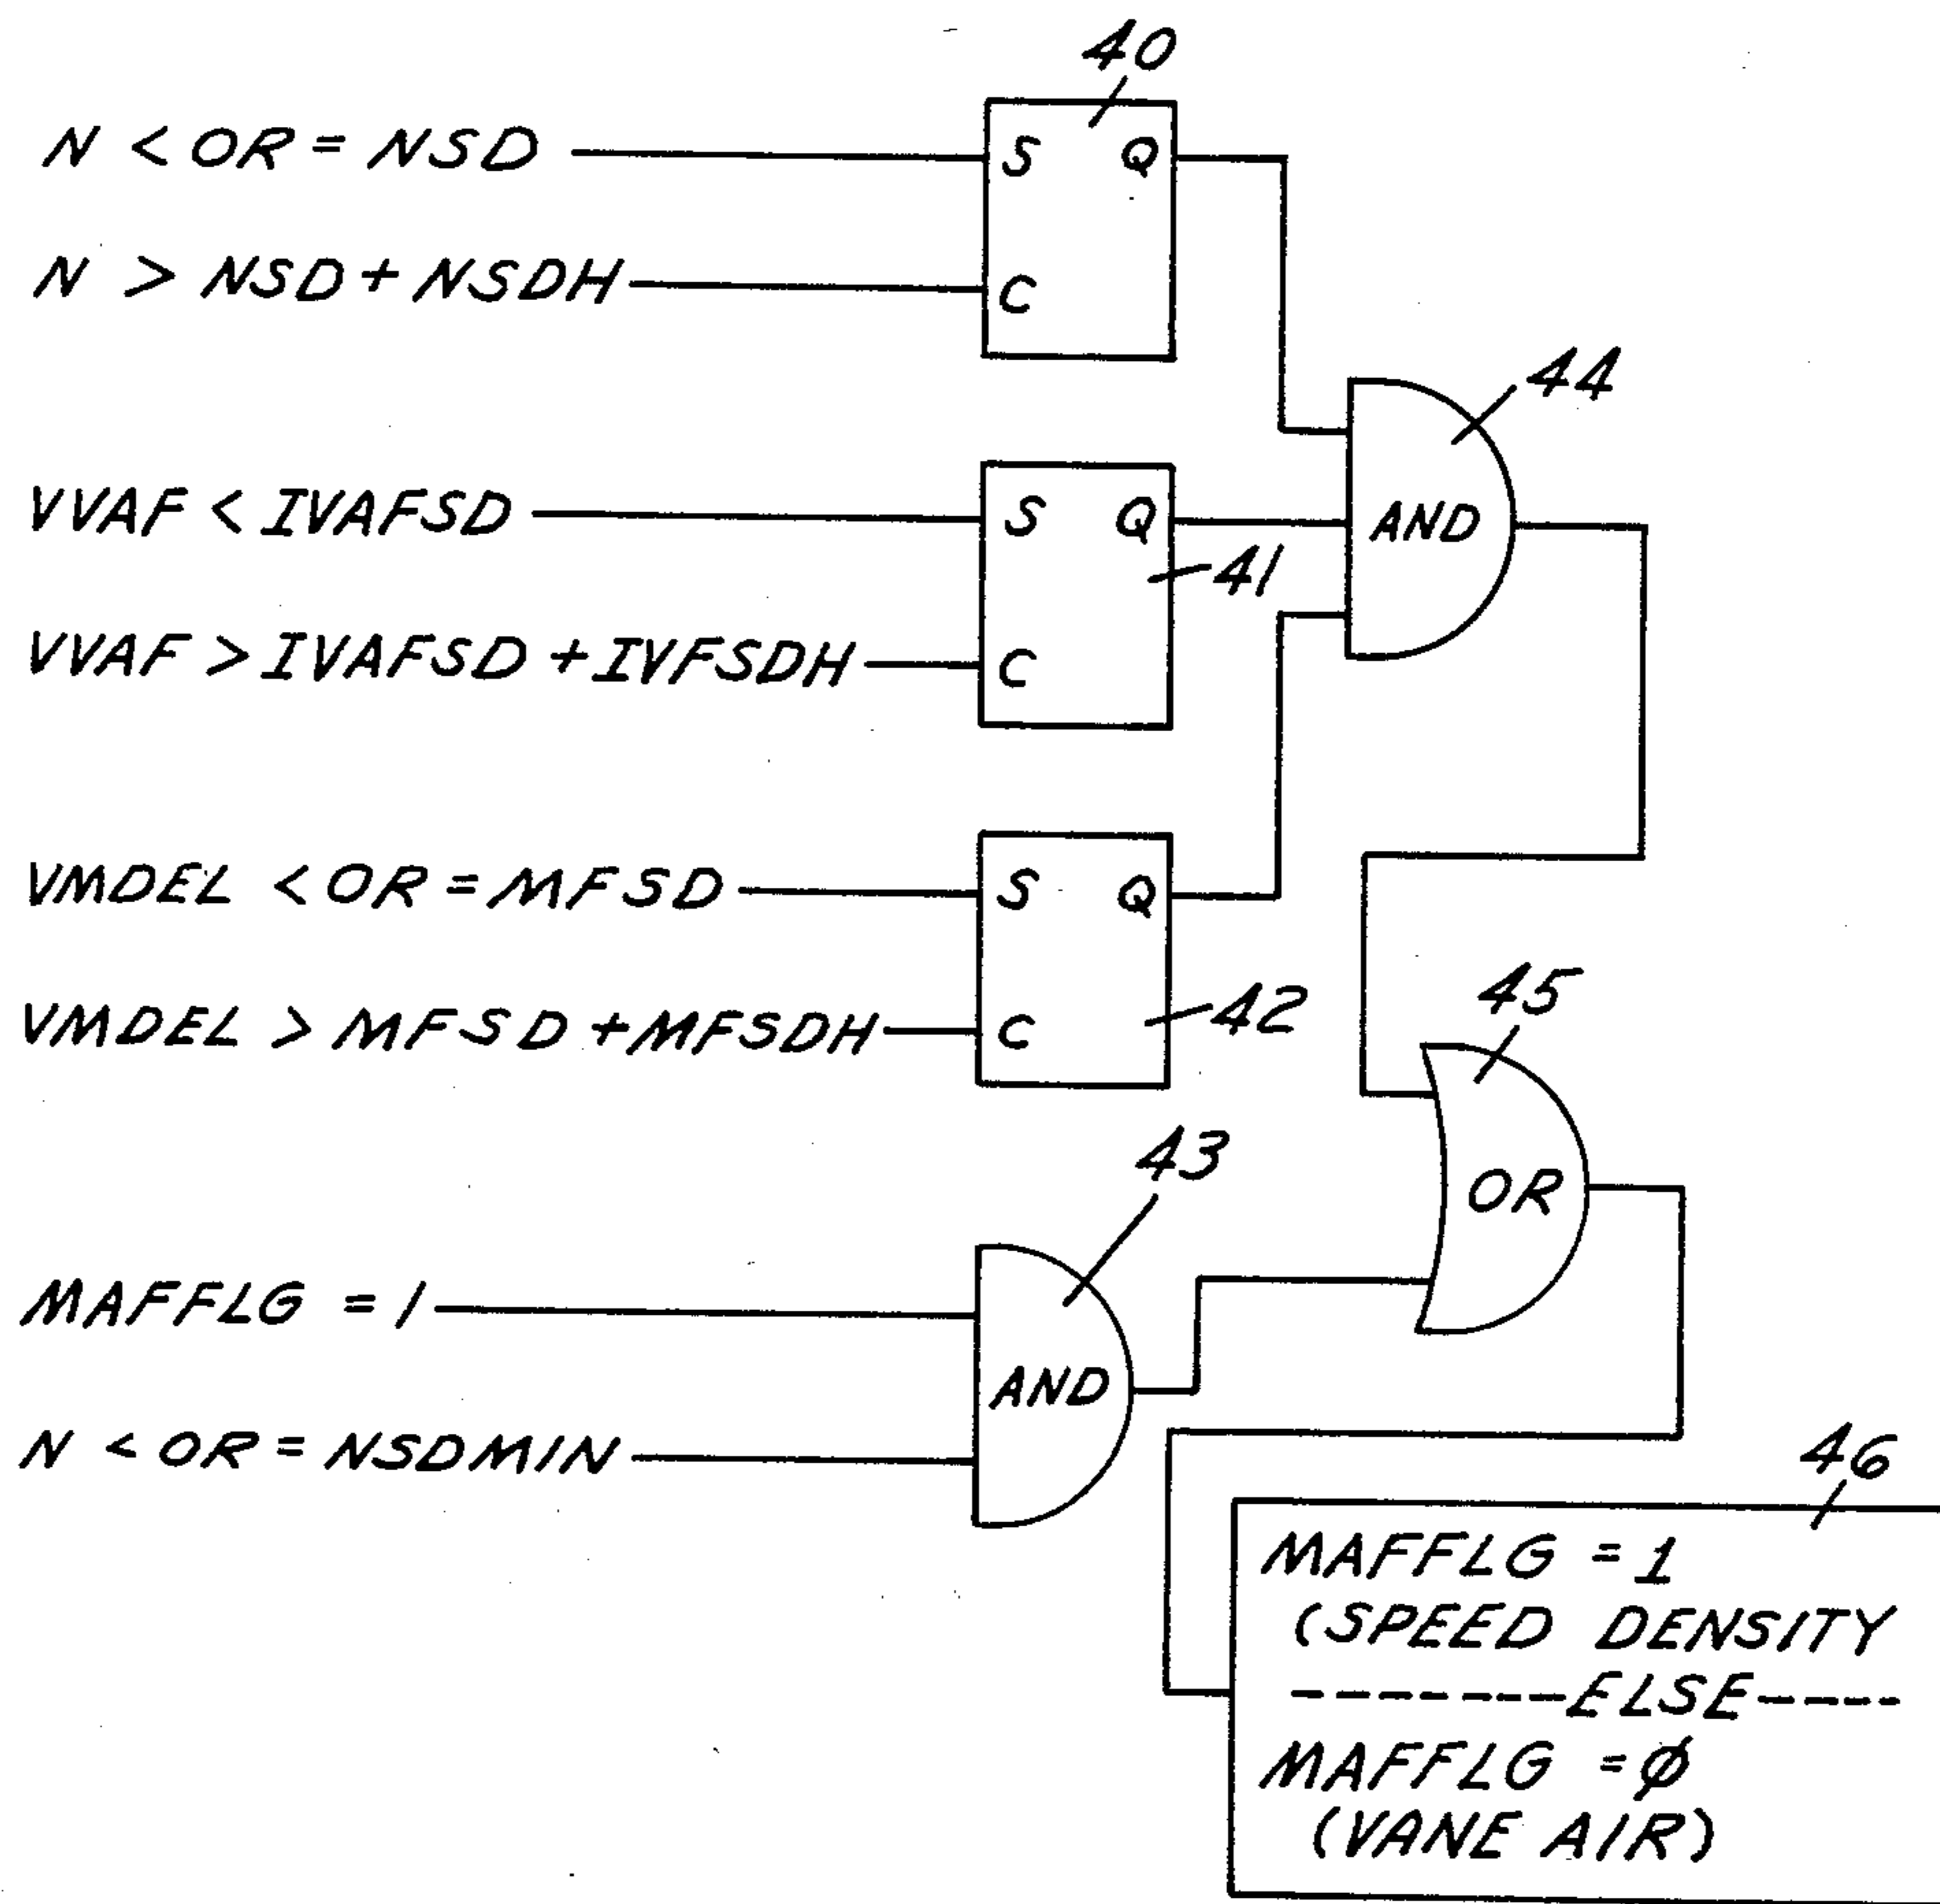 40
N < OR = NSD
S Q
N > NSD + NSDH
C
44
VVAF < IVAFSD
S Q
AND
41
VVAF > IVAFSD + IVFSDH
C
VMDEL < OR = MFSD
S Q
45
VMDEL > MFSD + MFSDH
C
42
43
OR
MAFFLG = 1
AND
N < OR = NSDMIN
46
MAFFLG = 1
(SPEED DENSITY
-------ELSE-----
MAFFLG = Ø
(VANE AIR)